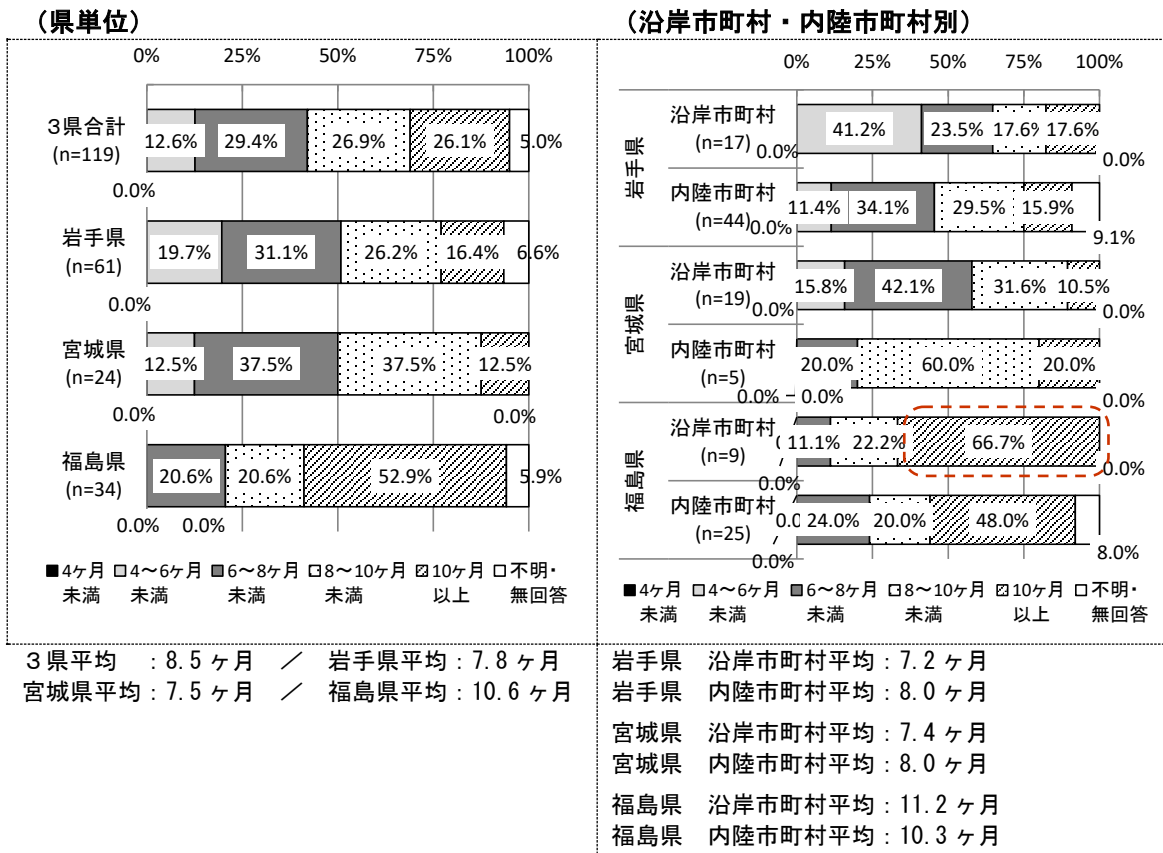 （県単位）
0% 25% 50% 75% 100%
３県合計
(n=119)
12.6% 29.4% 26.9% 26.1% 5.0%
0.0%
岩手県
(n=61)
19.7% 31.1% 26.2% 16.4% 6.6%
0.0%
宮城県
(n=24)
12.5% 37.5% 37.5% 12.5%
0.0% 0.0%
福島県
(n=34)
20.6% 20.6% 52.9% 5.9%
0.0% 0.0%
■4ヶ月未満 □4～6ヶ月未満 ■6～8ヶ月未満 □8～10ヶ月未満 □10ヶ月以上 □不明・無回答
３県平均　：8.5 ヶ月　／　岩手県平均：7.8 ヶ月
宮城県平均：7.5 ヶ月　／　福島県平均：10.6 ヶ月
（沿岸市町村・内陸市町村別）
0% 25% 50% 75% 100%
岩手県
沿岸市町村
(n=17)
0.0% 41.2% 23.5% 17.6% 17.6% 0.0%
内陸市町村
(n=44)
0.0% 11.4% 34.1% 29.5% 15.9% 9.1%
宮城県
沿岸市町村
(n=19)
0.0% 15.8% 42.1% 31.6% 10.5% 0.0%
内陸市町村
(n=5)
0.0% 0.0% 20.0% 60.0% 20.0% 0.0%
福島県
沿岸市町村
(n=9)
0.0% 11.1% 22.2% 66.7% 0.0%
内陸市町村
(n=25)
0.0% 24.0% 20.0% 48.0% 8.0%
■4ヶ月未満 □4～6ヶ月未満 ■6～8ヶ月未満 □8～10ヶ月未満 □10ヶ月以上 □不明・無回答
岩手県　沿岸市町村平均：7.2 ヶ月
岩手県　内陸市町村平均：8.0 ヶ月
宮城県　沿岸市町村平均：7.4 ヶ月
宮城県　内陸市町村平均：8.0 ヶ月
福島県　沿岸市町村平均：11.2 ヶ月
福島県　内陸市町村平均：10.3 ヶ月